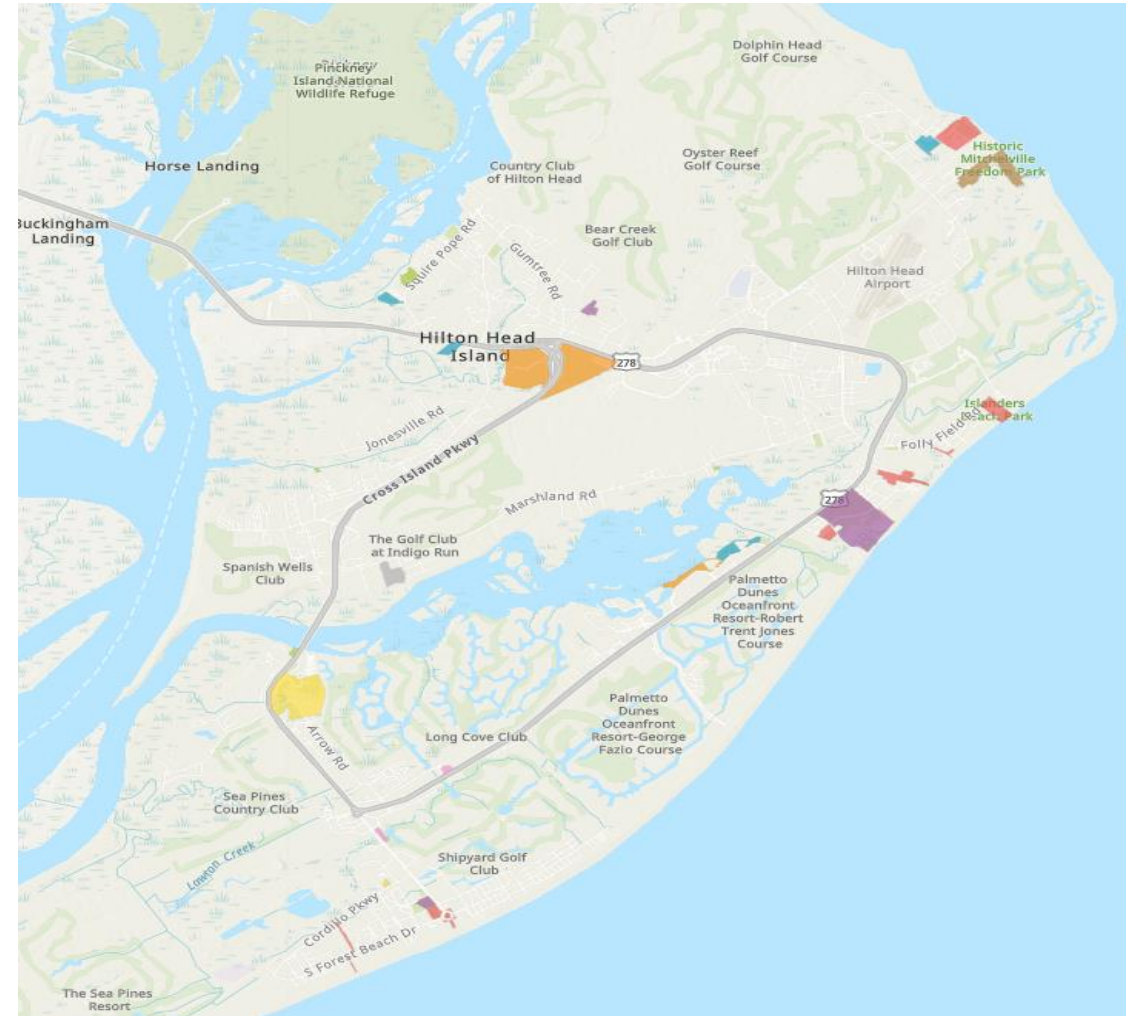 Dolphin Head
Golf Course
Pinckney
Island National
Wildlife Refuge
Horse Landing
Country Club
of Hilton Head
Oyster Reef
Golf Course
Historic
Mitchelville
Freedom Park
Buckingham
Landing
Squire Pope Rd
Gumtree Rd
Bear Creek
Golf Club
Hilton Head
Airport
Hilton Head
Island
278
Jonesville Rd
Islanders
Beach Park
Folly Field Rd
Cross Island Pkwy
Marshland Rd
278
The Golf Club
at Indigo Run
Spanish Wells
Club
Palmetto
Dunes
Oceanfront
Resort-Robert
Trent Jones
Course
Palmetto
Dunes
Oceanfront
Resort-George
Fazio Course
Arrow Rd
Long Cove Club
Sea Pines
Country Club
Lawton Creek
Shipyard Golf
Club
Cordillo Pkwy
S Forest Beach Dr
The Sea Pines
Resort